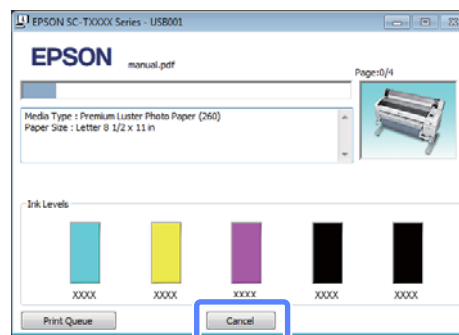 EPSON SC-TXXXX Series - USB001
EPSON
manual.pdf
Page:0/4
Media Type : Premium Luster Photo Paper (260)
Paper Size : Letter 8 1/2 x 11 in
Ink Levels
XXXX XXXX XXXX XXXX XXXX
Print Queue Cancel